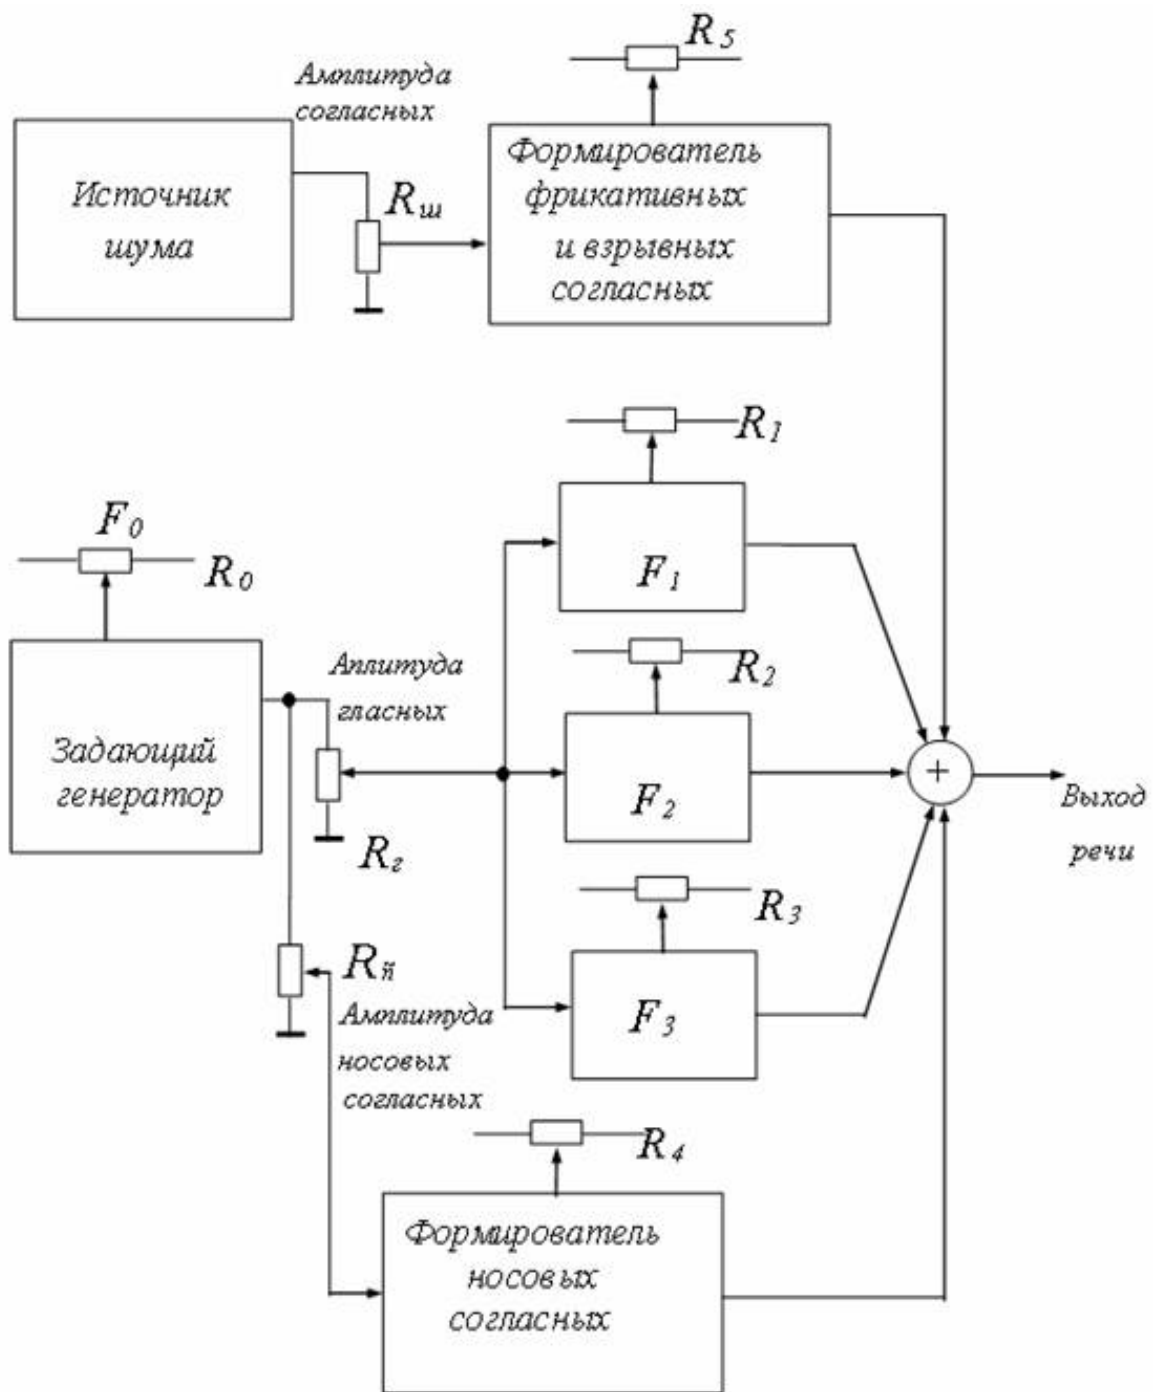 R5
Амплитуда
согласных
Источник
шума
Rш
Формирователь
фрикативных
и взрывных
согласных
R1
F1
F0
R0
Задающий
генератор
Аплитуда
гласных
Rг
R2
F2
+
Выход
речи
R3
F3
Rй
Амплитуда
носовых
согласных
R4
Формирователь
носовых
согласных